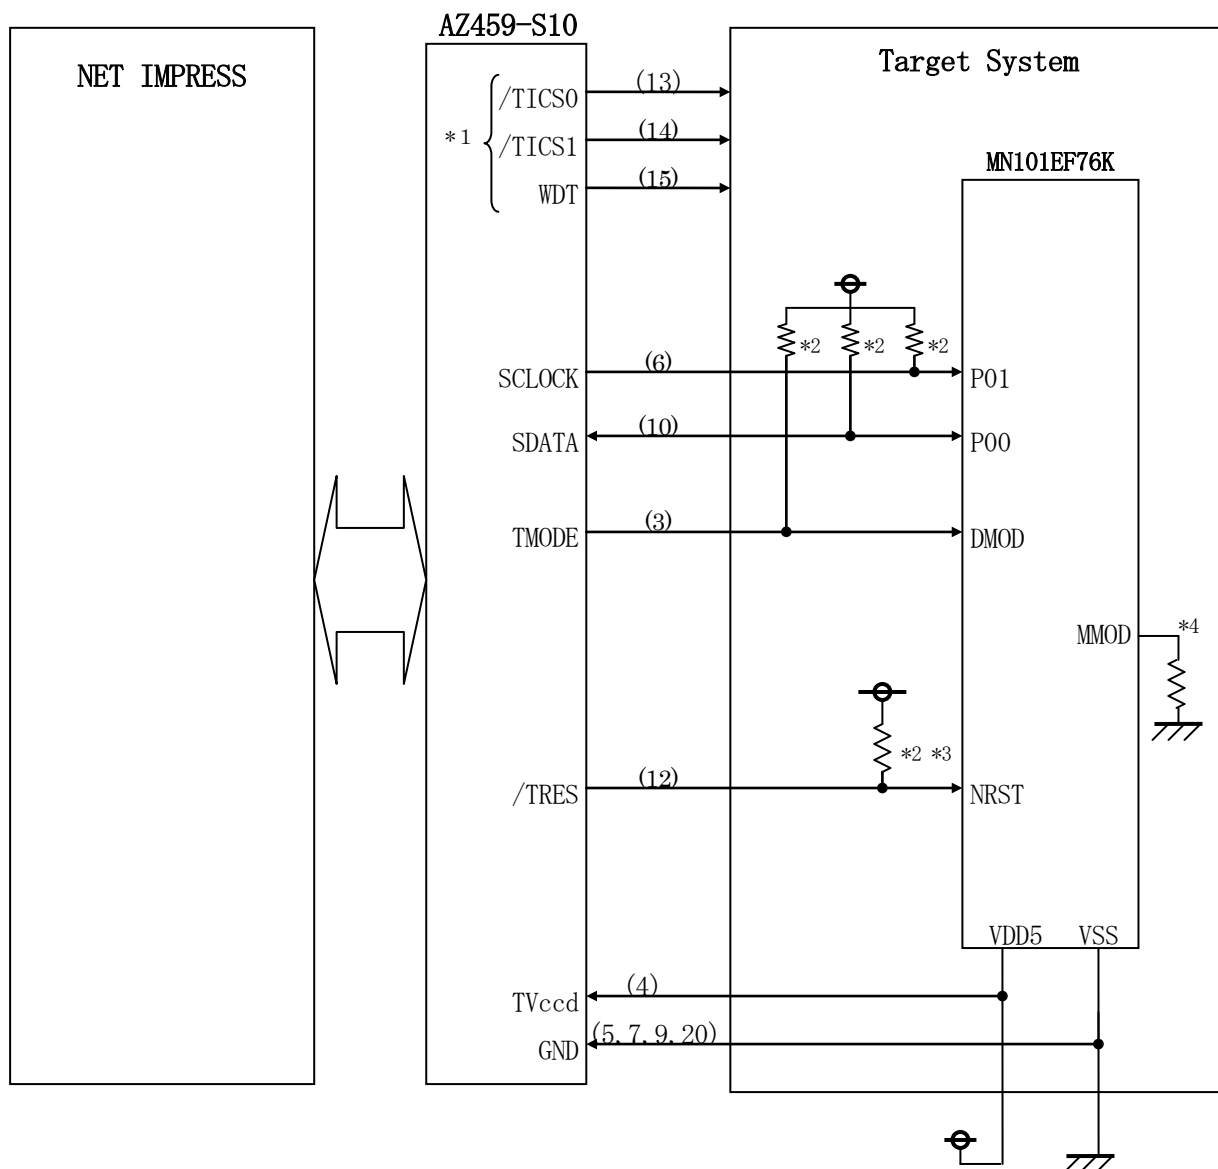 AZ459-S10
NET IMPRESS
Target System
/TICS0 (13)
*1 /TICS1 (14)
WDT (15)
MN101EF76K
*2 *2 *2
SCLOCK (6) P01
SDATA (10) P00
TMODE (3) DMOD
MMOD *4
*2 *3
/TRES (12) NRST
VDD5 VSS
TVccd (4)
GND (5,7,9,20)